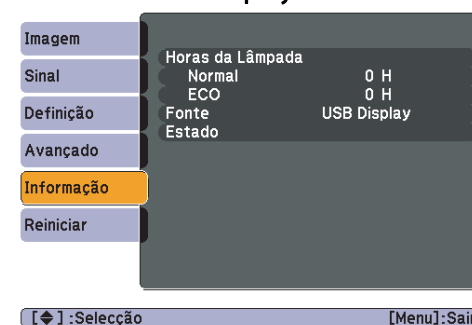 Imagem
Sinal
Definição
Avançado
Informação
Reiniciar
Horas da Lâmpada
Normal 0 H
ECO 0 H
Fonte USB Display
Estado
[ ] :Selecção [Menu]:Sair